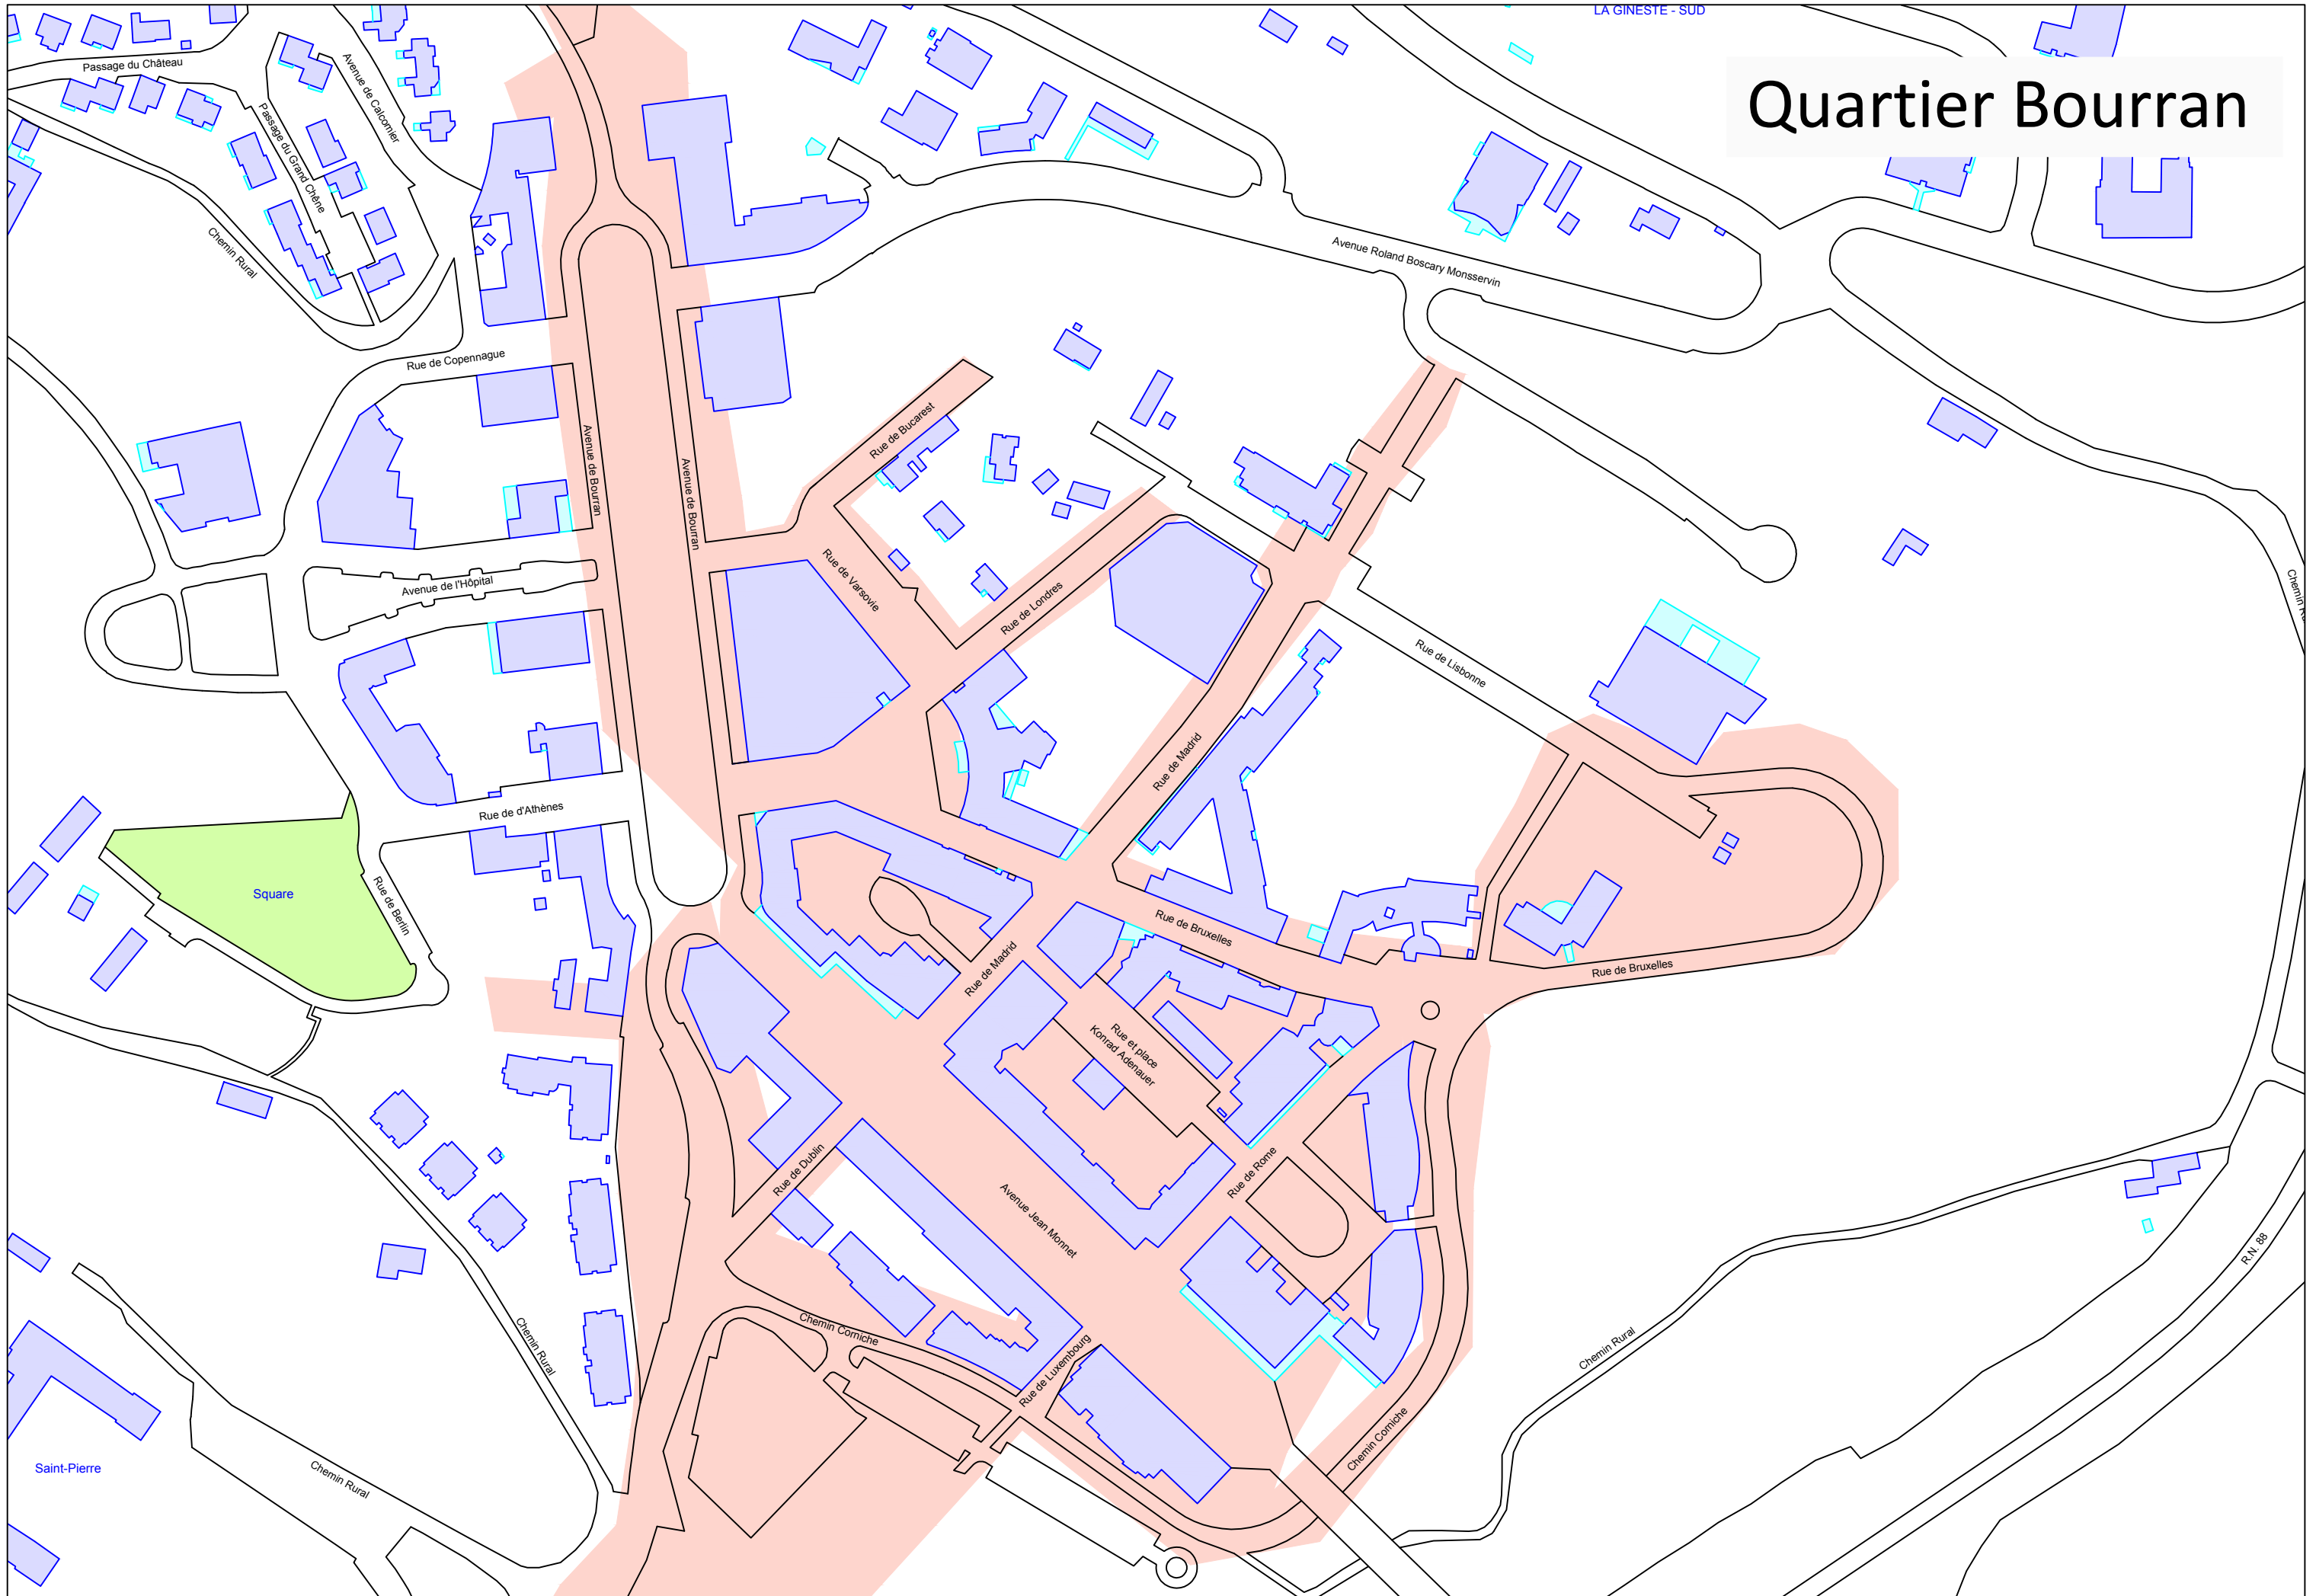 LA GINESTE - SUD
Quartier Bourran
Passage du Château
Avenue de Calcomier
Passage du Grand Chêne
Chemin Rural
Avenue Roland Boscary Monsservin
Rue de Copennague
Rue de Bucarest
Avenue de Bourran
Avenue de Bourran
Rue de Varsovie
Avenue de l'Hôpital
Rue de Londres
Rue de Lisbonne
Rue de Madrid
Rue de d'Athènes
Square
Rue de Berlin
Rue de Bruxelles
Rue de Madrid
Rue de Bruxelles
Rue et place
Konrad Adenauer
Rue de Dublin
Rue de Rome
Avenue Jean Monnet
R.N. 88
Chemin Corniche
Chemin Rural
Chemin Rural
Rue de Luxembourg
Chemin Corniche
Saint-Pierre
Chemin Rural